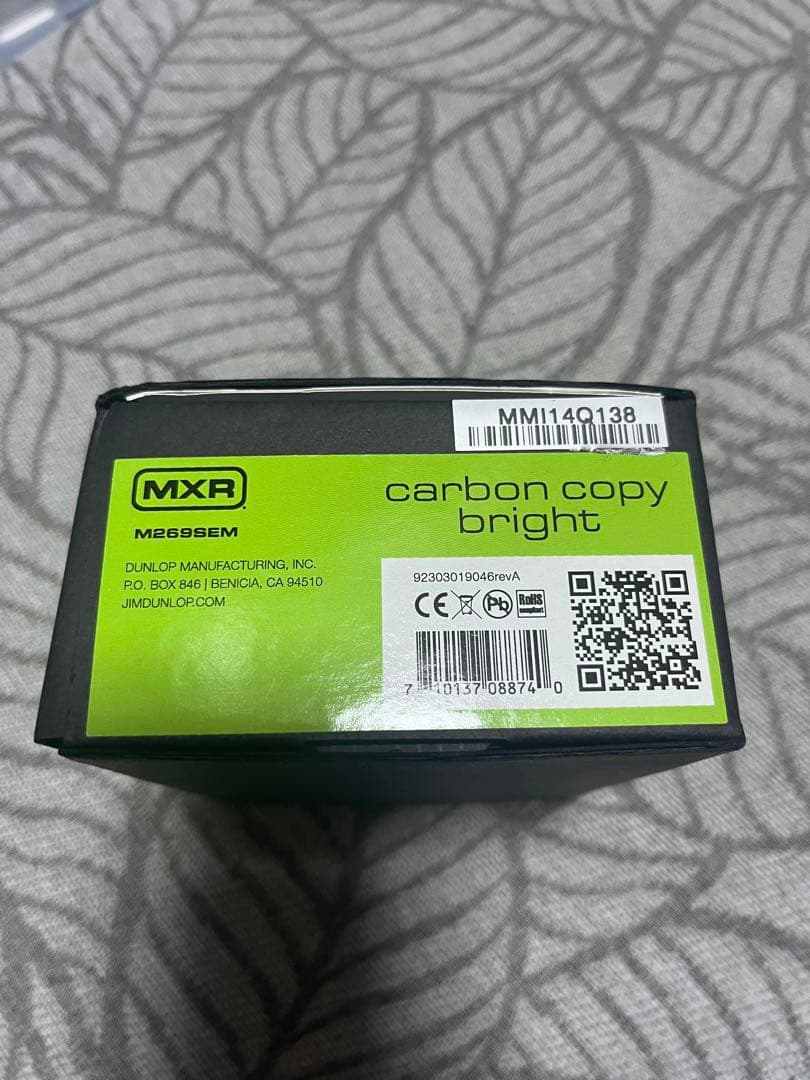 MMI14Q138
MXR
M269SEM
DUNLOP MANUFACTURING, INC.
P.O. BOX 846 | BENICIA, CA 94510
JIMDUNLOP.COM
carbon copy
bright
92303019046revA
CE Pb RoHS
compliant
7 10137 08874 0